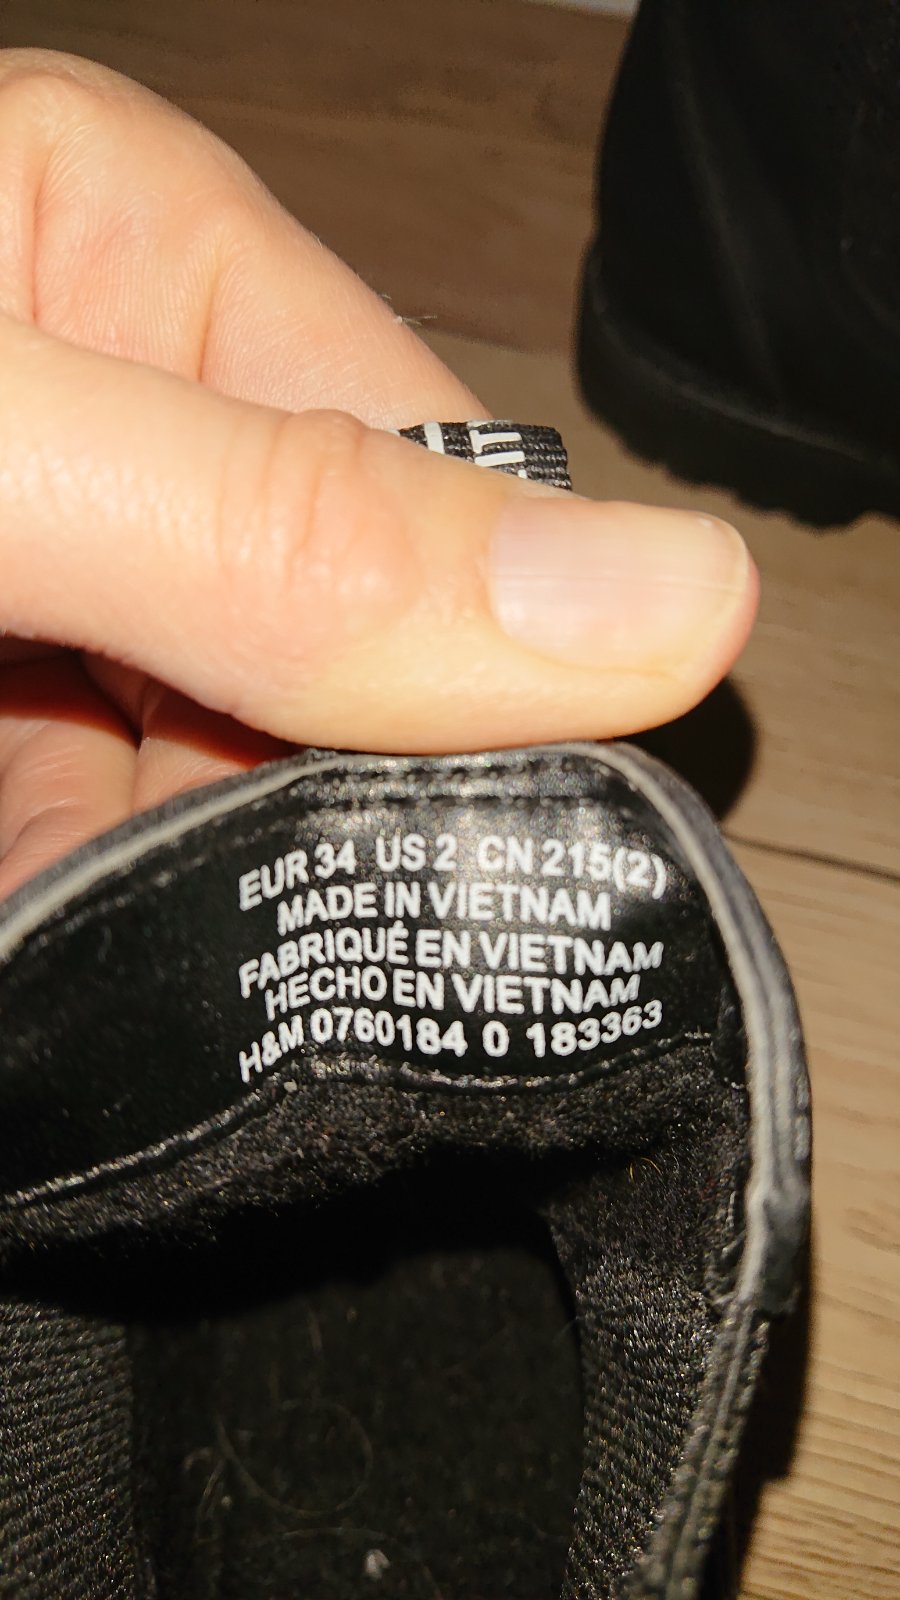 EUR 34 US 2 CN 215(2)
MADE IN VIETNAM
FABRIQUÉ EN VIETNAM
HECHO EN VIETNAM
H&M 0760184 0 183363